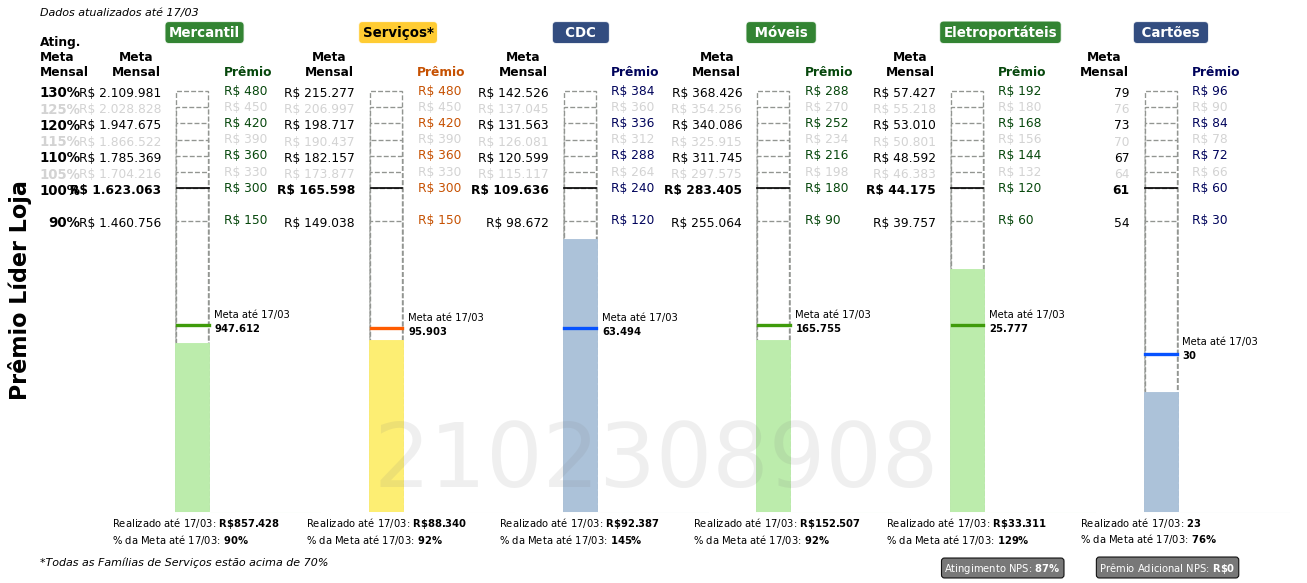 Dados atualizados até 17/03
Mercantil Serviços* CDC Móveis Eletroportáteis Cartões
Ating. Meta Mensal Meta Mensal Prêmio Meta Mensal Prêmio Meta Mensal Prêmio Meta Mensal Prêmio Meta Mensal Prêmio Meta Mensal Prêmio
130% R$ 2.109.981 R$ 480 R$ 215.277 R$ 480 R$ 142.526 R$ 384 R$ 368.426 R$ 288 R$ 57.427 R$ 192 79 R$ 96
125% R$ 2.028.828 R$ 450 R$ 206.997 R$ 450 R$ 137.045 R$ 360 R$ 354.256 R$ 270 R$ 55.218 R$ 180 76 R$ 90
120% R$ 1.947.675 R$ 420 R$ 198.717 R$ 420 R$ 131.563 R$ 336 R$ 340.086 R$ 252 R$ 53.010 R$ 168 73 R$ 84
115% R$ 1.866.522 R$ 390 R$ 190.437 R$ 390 R$ 126.081 R$ 312 R$ 325.915 R$ 234 R$ 50.801 R$ 156 70 R$ 78
110% R$ 1.785.369 R$ 360 R$ 182.157 R$ 360 R$ 120.599 R$ 288 R$ 311.745 R$ 216 R$ 48.592 R$ 144 67 R$ 72
105% R$ 1.704.216 R$ 330 R$ 173.877 R$ 330 R$ 115.117 R$ 264 R$ 297.575 R$ 198 R$ 46.383 R$ 132 64 R$ 66
100% R$ 1.623.063 R$ 300 R$ 165.598 R$ 300 R$ 109.636 R$ 240 R$ 283.405 R$ 180 R$ 44.175 R$ 120 61 R$ 60
90% R$ 1.460.756 R$ 150 R$ 149.038 R$ 150 R$ 98.672 R$ 120 R$ 255.064 R$ 90 R$ 39.757 R$ 60 54 R$ 30
Prêmio Líder Loja
Meta até 17/03 Meta até 17/03 Meta até 17/03 Meta até 17/03 Meta até 17/03
947.612 95.903 63.494 165.755 25.777
Meta até 17/03
30
2102308908
Realizado até 17/03: R$857.428 Realizado até 17/03: R$88.340 Realizado até 17/03: R$92.387 Realizado até 17/03: R$152.507 Realizado até 17/03: R$33.311 Realizado até 17/03: 23
% da Meta até 17/03: 90% % da Meta até 17/03: 92% % da Meta até 17/03: 145% % da Meta até 17/03: 92% % da Meta até 17/03: 129% % da Meta até 17/03: 76%
*Todas as Famílias de Serviços estão acima de 70%
Atingimento NPS: 87% Prêmio Adicional NPS: R$0